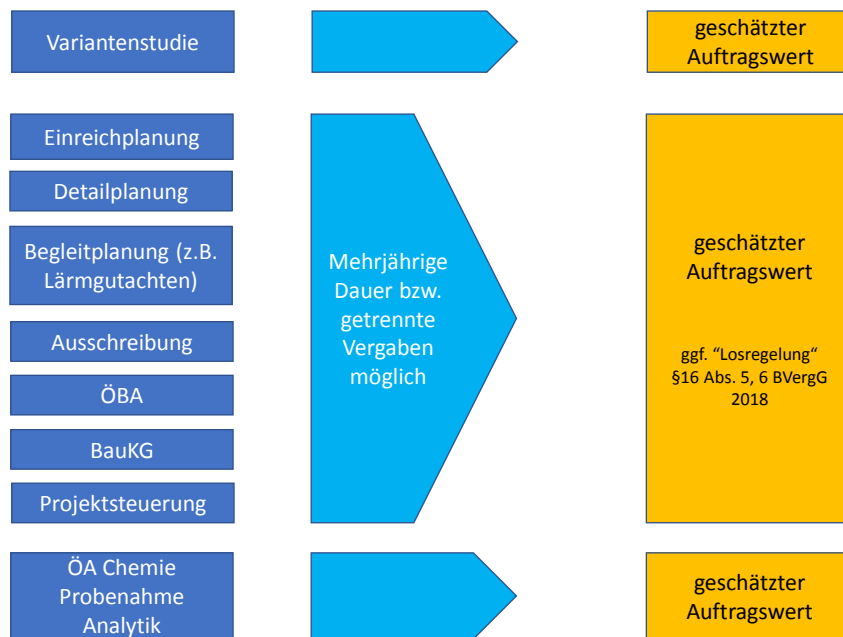 Variantenstudie
geschätzter
Auftragswert
Einreichplanung
Detailplanung
Begleitplanung (z.B.
Lärmgutachten)
Ausschreibung
ÖBA
BauKG
Projektsteuerung
Mehrjährige
Dauer bzw.
getrennte
Vergaben
möglich
geschätzter
Auftragswert
ggf. “Losregelung“
§16 Abs. 5, 6 BVergG
2018
ÖA Chemie
Probenahme
Analytik
geschätzter
Auftragswert